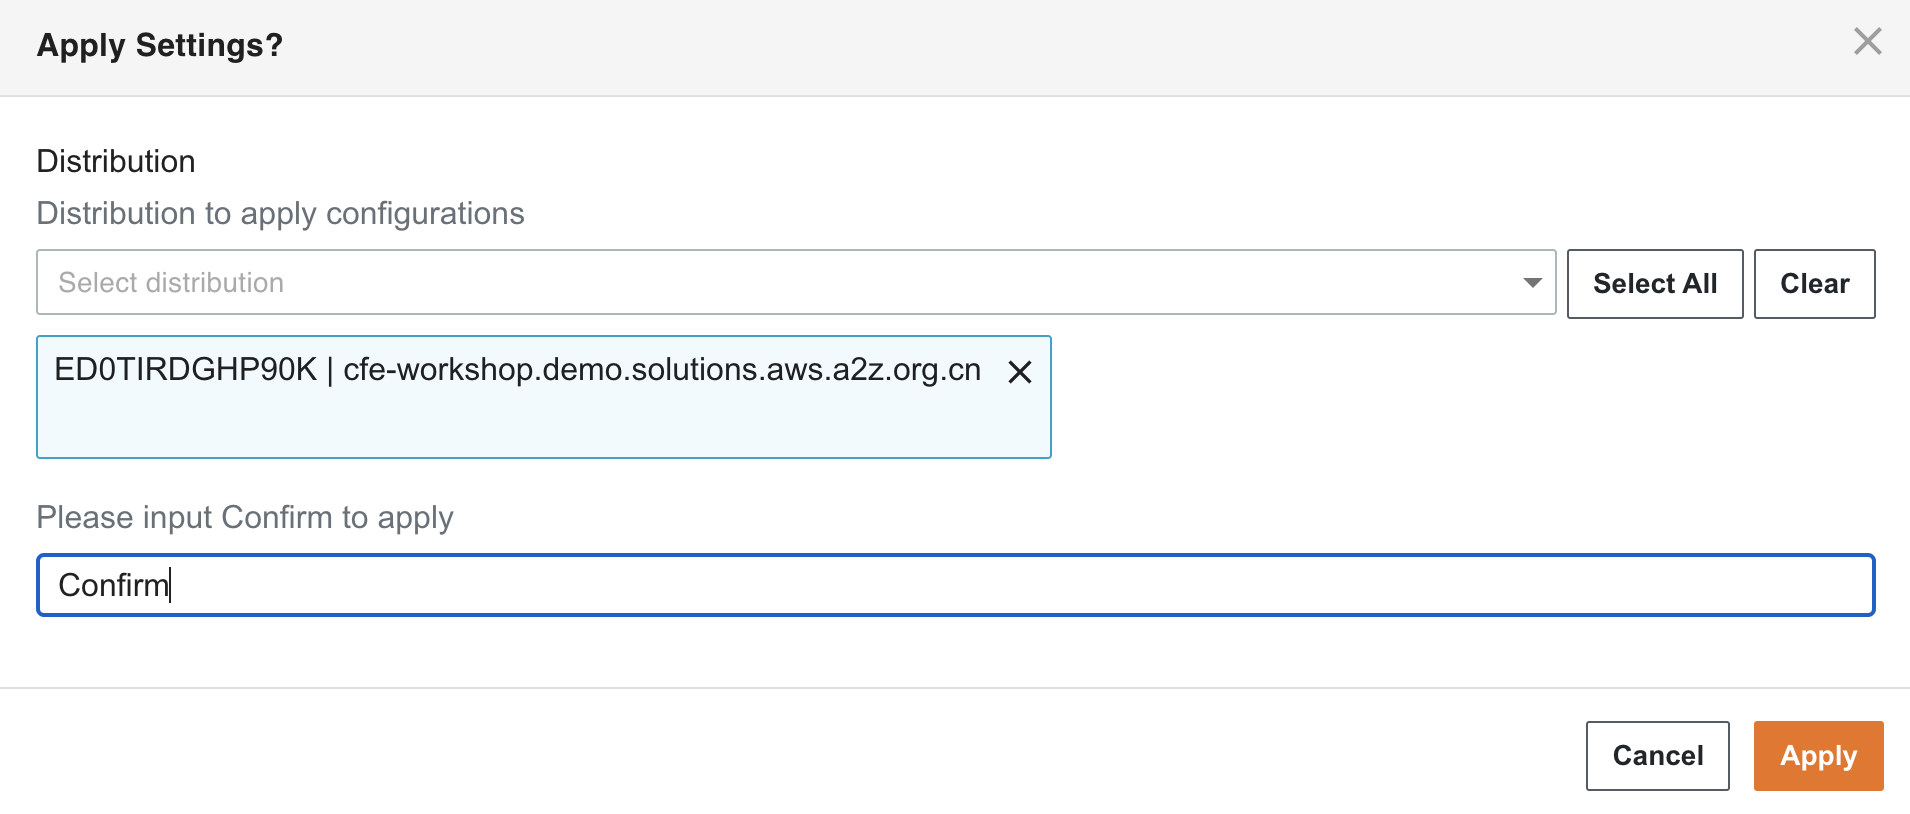 Apply Settings?
Distribution
Distribution to apply configurations
Select distribution
Select All
Clear
ED0TIRDGHP90K | cfe-workshop.demo.solutions.aws.a2z.org.cn
Please input Confirm to apply
Confirm
Cancel
Apply